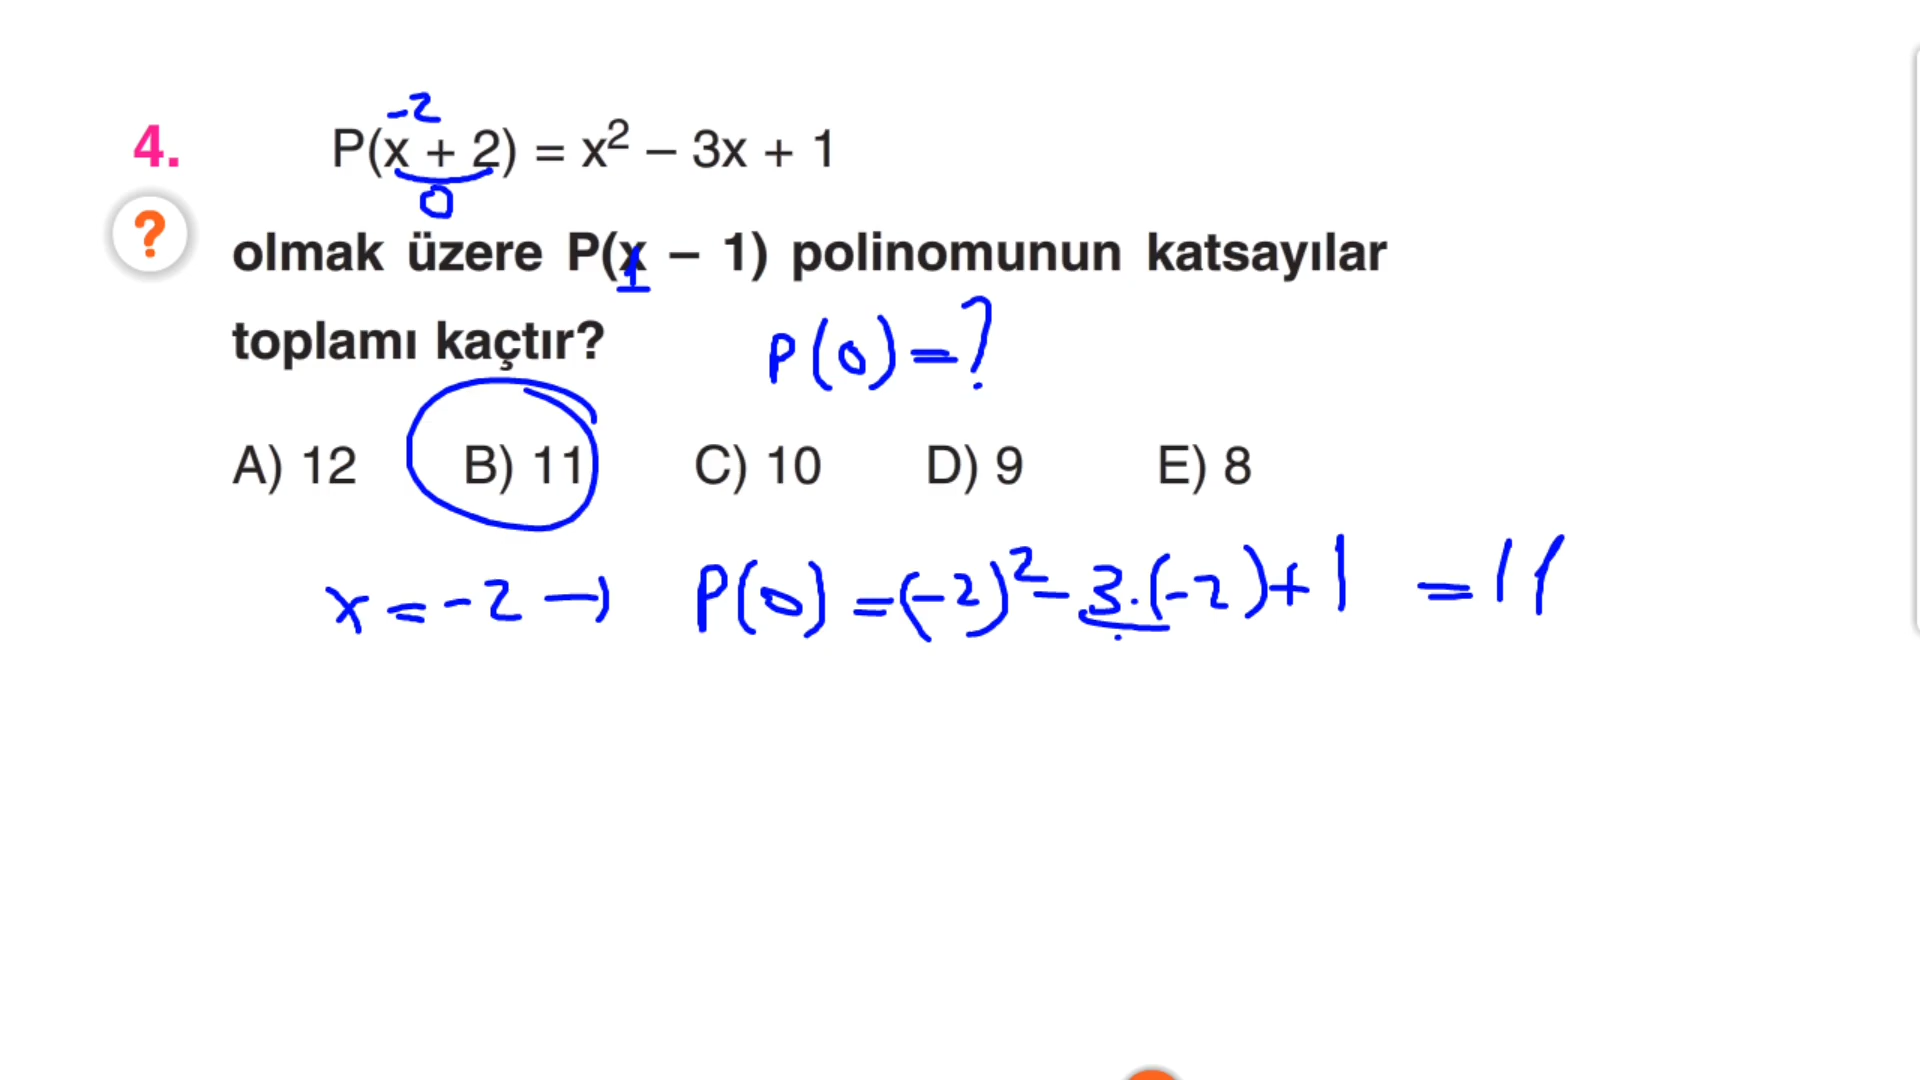 -2
4. P(x + 2) = x² – 3x + 1
0
? olmak üzere P(x – 1) polinomunun katsayılar
1
toplamı kaçtır? P(0)=?
A) 12 B) 11 C) 10 D) 9 E) 8
x=-2→ P(0)=(-2)²-3.(-2)+1 =11